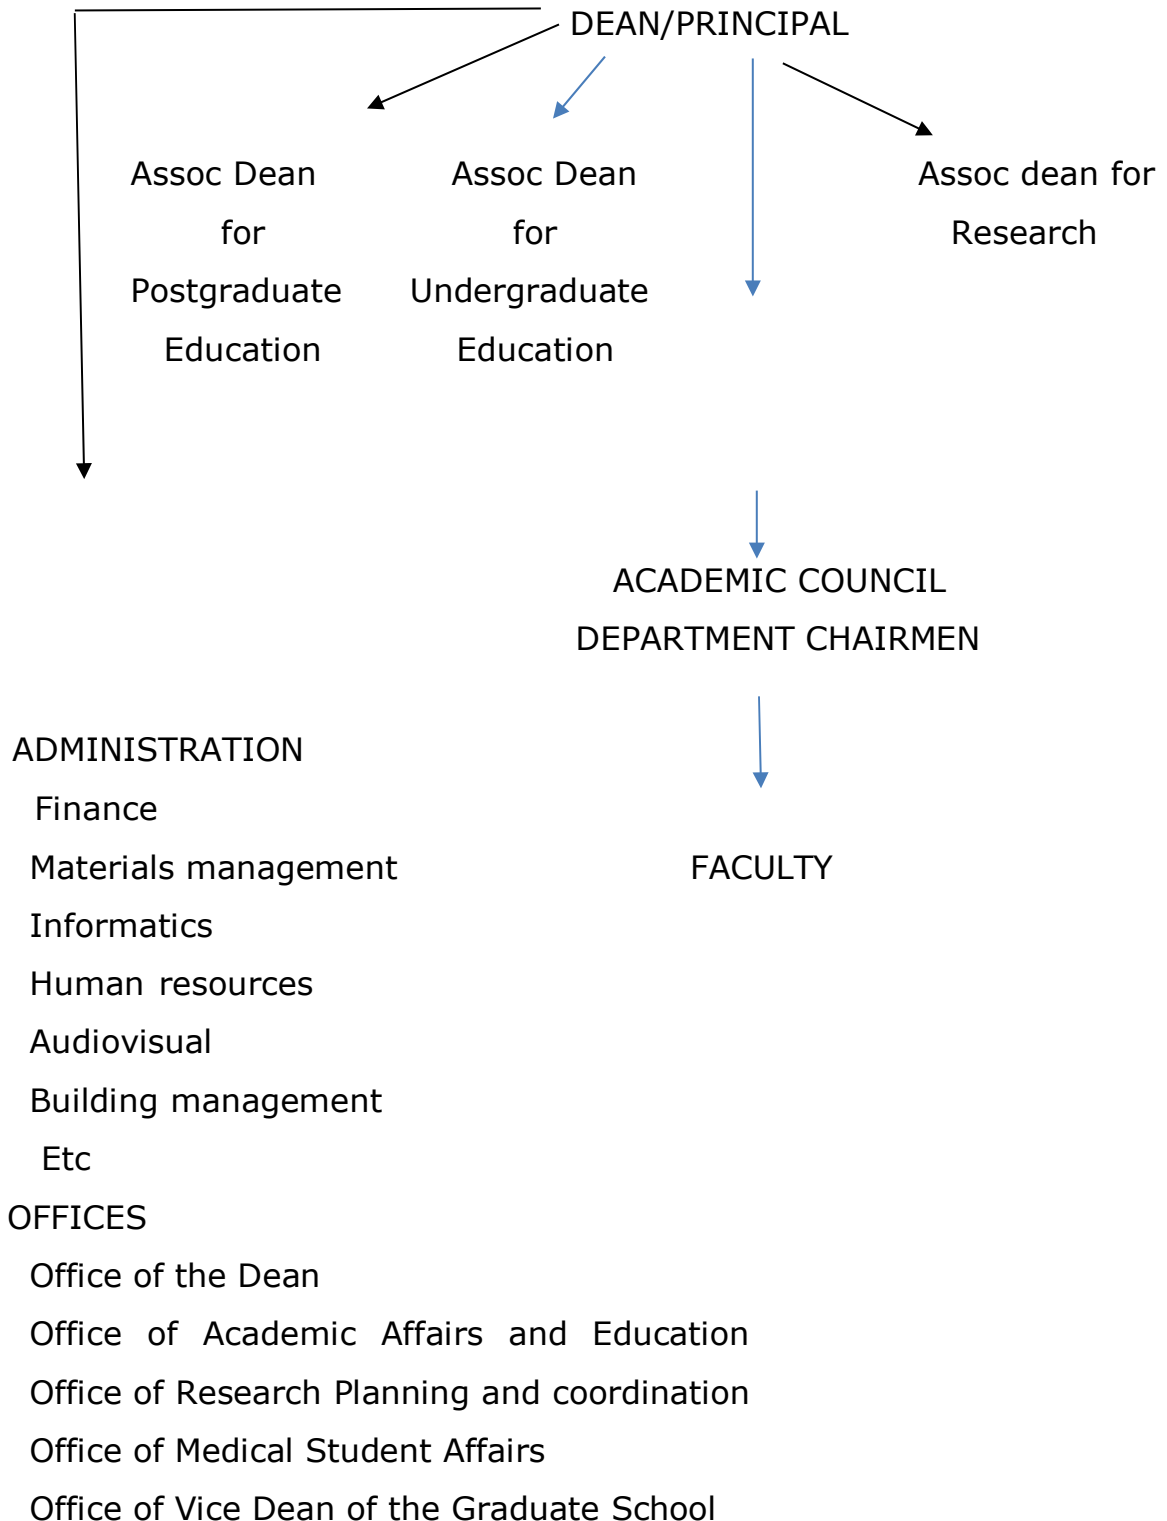 DEAN/PRINCIPAL
Assoc Dean Assoc Dean Assoc dean for
for for Research
Postgraduate Undergraduate
Education Education
ACADEMIC COUNCIL
DEPARTMENT CHAIRMEN
ADMINISTRATION
Finance
Materials management FACULTY
Informatics
Human resources
Audiovisual
Building management
Etc
OFFICES
Office of the Dean
Office of Academic Affairs and Education
Office of Research Planning and coordination
Office of Medical Student Affairs
Office of Vice Dean of the Graduate School